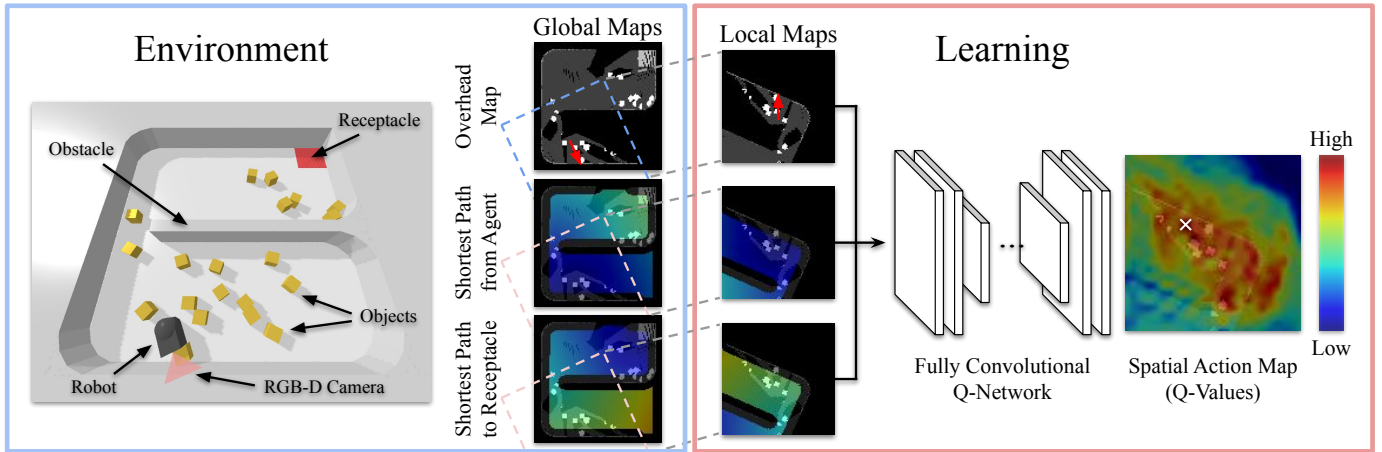 Environment
Receptacle
Obstacle
Objects
Robot
RGB-D Camera
Global Maps
Overhead
Map
Shortest Path
from Agent
Shortest Path
to Receptacle
Local Maps
Learning
...
Fully Convolutional
Q-Network
Spatial Action Map
(Q-Values)
High
Low